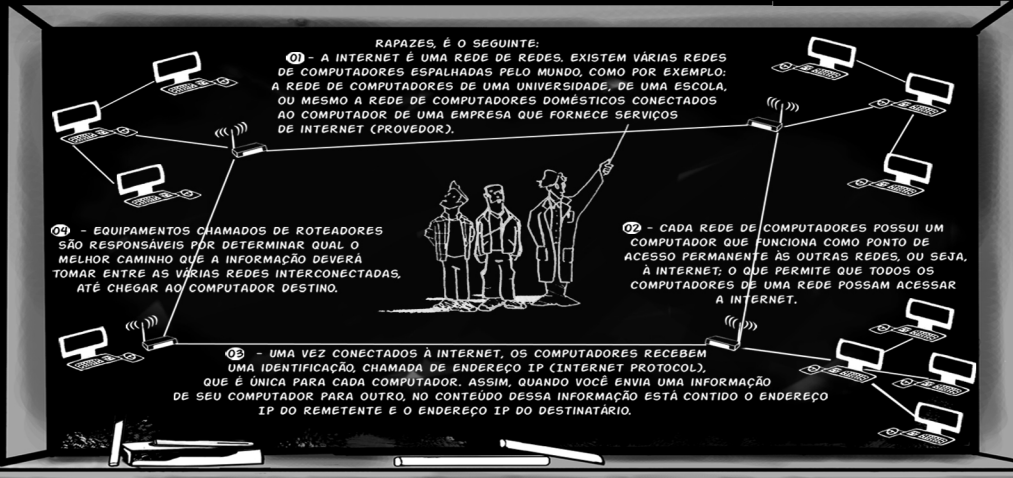 RAPAZES, É O SEGUINTE:
01 - A INTERNET É UMA REDE DE REDES. EXISTEM VÁRIAS REDES
DE COMPUTADORES ESPALHADAS PELO MUNDO, COMO POR EXEMPLO:
A REDE DE COMPUTADORES DE UMA UNIVERSIDADE, DE UMA ESCOLA,
OU MESMO A REDE DE COMPUTADORES DOMÉSTICOS CONECTADOS
AO COMPUTADOR DE UMA EMPRESA QUE FORNECE SERVIÇOS
DE INTERNET (PROVEDOR).
02 - CADA REDE DE COMPUTADORES POSSUI UM
COMPUTADOR QUE FUNCIONA COMO PONTO DE
ACESSO PERMANENTE ÀS OUTRAS REDES, OU SEJA,
À INTERNET; O QUE PERMITE QUE TODOS OS
COMPUTADORES DE UMA REDE POSSAM ACESSAR
A INTERNET.
03 - UMA VEZ CONECTADOS À INTERNET, OS COMPUTADORES RECEBEM
UMA IDENTIFICAÇÃO, CHAMADA DE ENDEREÇO IP (INTERNET PROTOCOL),
QUE É ÚNICA PARA CADA COMPUTADOR. ASSIM, QUANDO VOCÊ ENVIA UMA INFORMAÇÃO
DE SEU COMPUTADOR PARA OUTRO, NO CONTEÚDO DESSA INFORMAÇÃO ESTÁ CONTIDO O ENDEREÇO
IP DO REMETENTE E O ENDEREÇO IP DO DESTINATÁRIO.
04 - EQUIPAMENTOS CHAMADOS DE ROTEADORES
SÃO RESPONSÁVEIS POR DETERMINAR QUAL O
MELHOR CAMINHO QUE A INFORMAÇÃO DEVERÁ
TOMAR ENTRE AS VÁRIAS REDES INTERCONECTADAS,
ATÉ CHEGAR AO COMPUTADOR DESTINO.